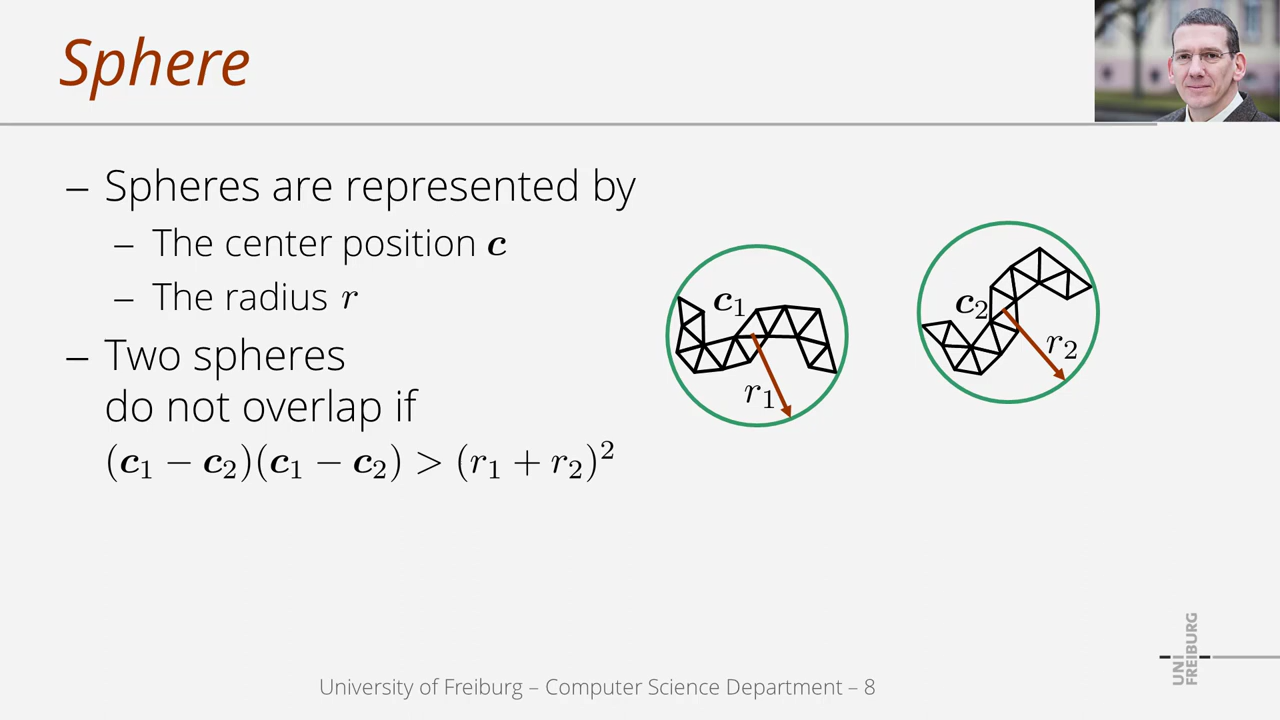 Sphere
– Spheres are represented by
– The center position c
– The radius r
– Two spheres
do not overlap if
(c₁ − c₂)(c₁ − c₂) > (r₁ + r₂)²
c₁
r₁
c₂
r₂
University of Freiburg – Computer Science Department – 8
UNI
FREIBURG